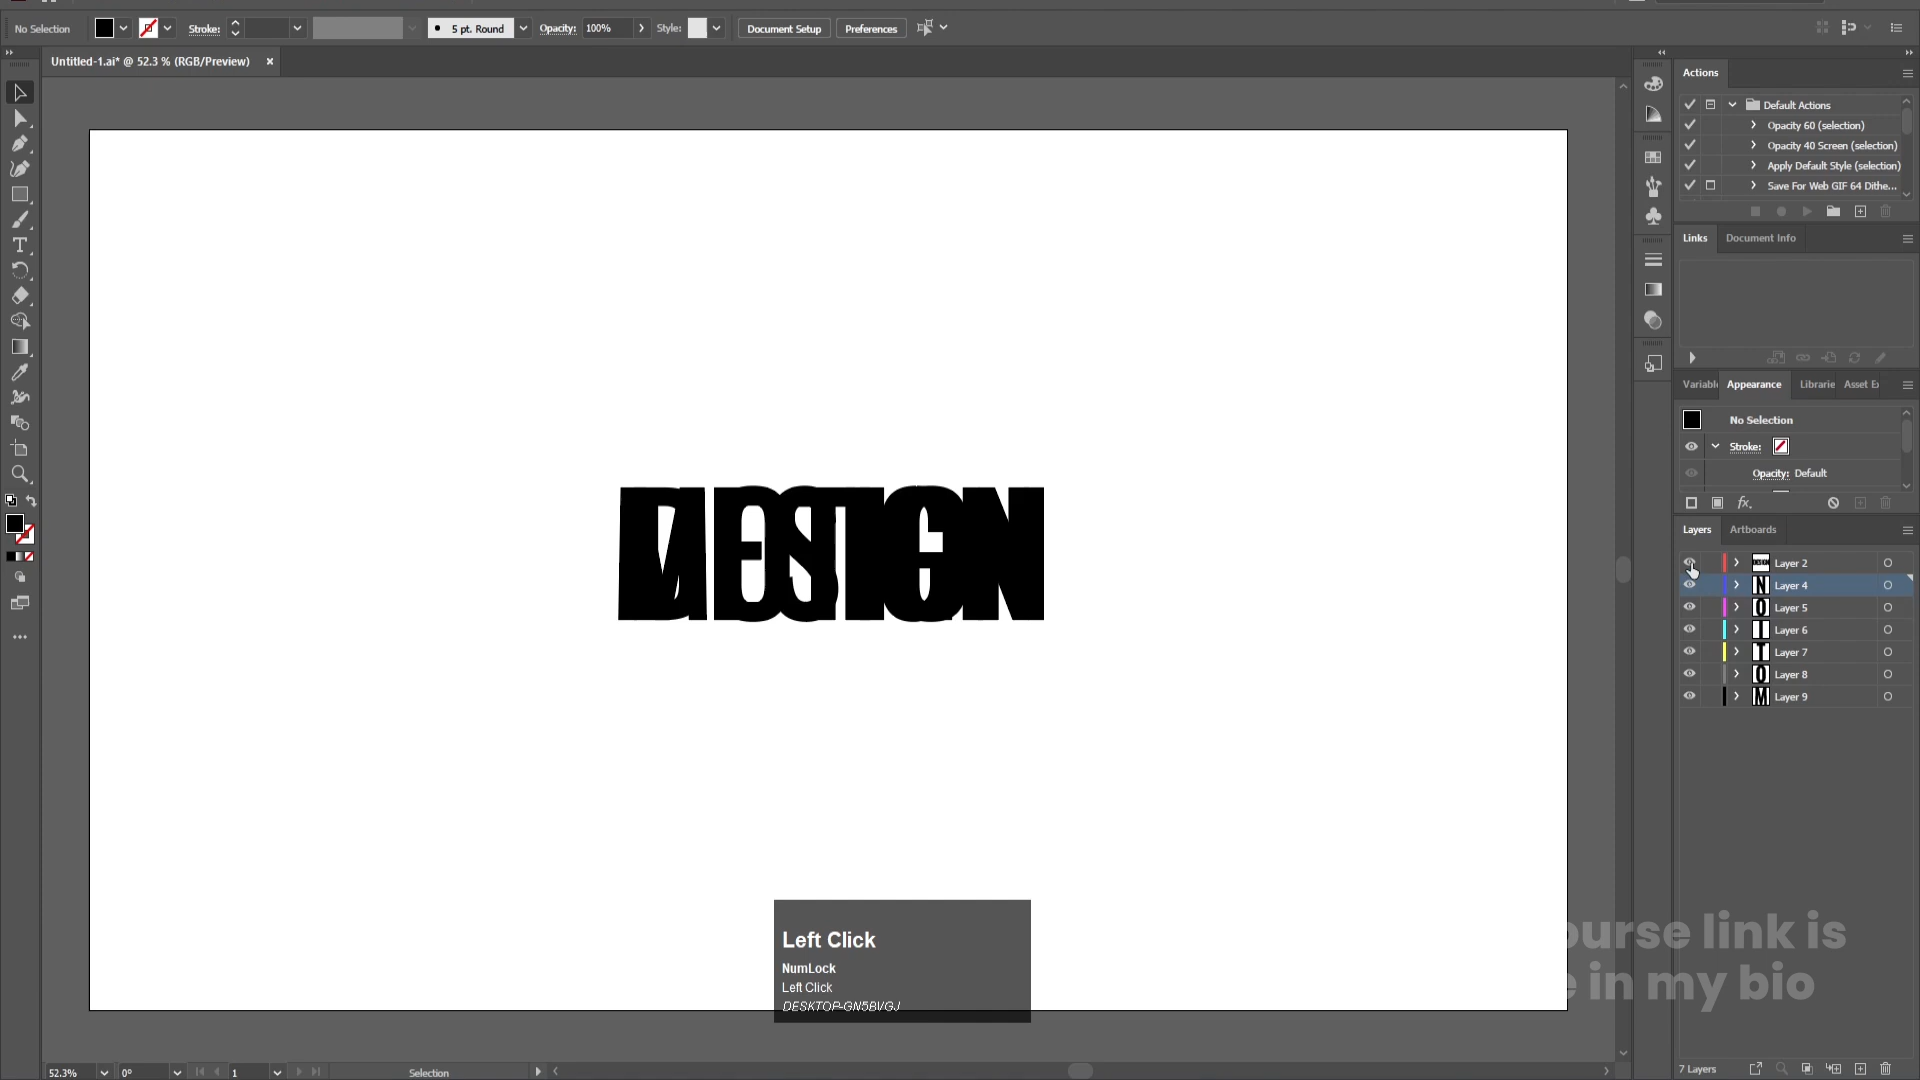 No Selection
Stroke:
5 pt. Round
Opacity:
100%
Style:
Document Setup
Preferences
Untitled-1.ai* @ 52.3 % (RGB/Preview)
Actions
Default Actions
Opacity 60 (selection)
Opacity 40 Screen (selection)
Apply Default Style (selection)
Save For Web GIF 64 Dithe...
Links
Document Info
Appearance
No Selection
Stroke:
Opacity: Default
fx
Layers
Artboards
Layer 2
Layer 4
Layer 5
Layer 6
Layer 7
Layer 8
Layer 9
N
O
I
T
O
M
DESIGN
Left Click
NumLock
Left Click
DESKTOP-GN5BVGJ
link is
in my bio
52.3%
0°
1
Selection
7 Layers